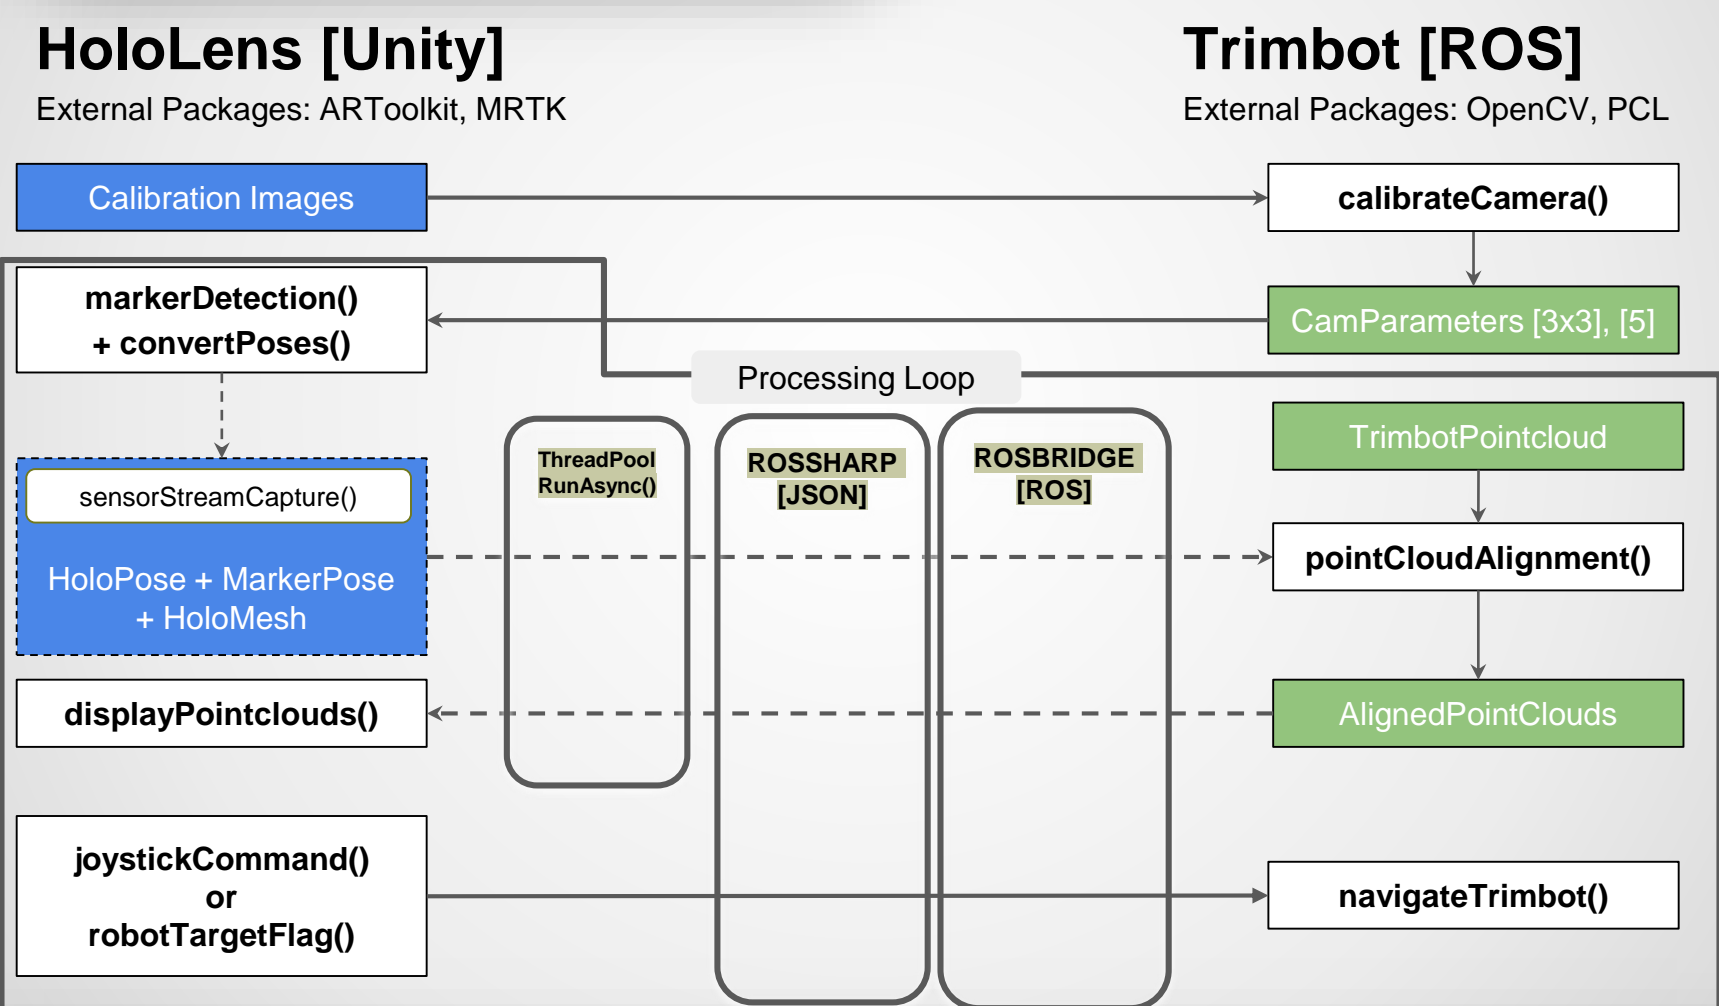 HoloLens [Unity]
External Packages: ARToolkit, MRTK
Trimbot [ROS]
External Packages: OpenCV, PCL
Calibration Images
calibrateCamera()
markerDetection()
+ convertPoses()
CamParameters [3x3], [5]
Processing Loop
sensorStreamCapture()
HoloPose + MarkerPose
+ HoloMesh
ThreadPool
RunAsync()
ROSSHARP
[JSON]
ROSBRIDGE
[ROS]
TrimbotPointcloud
pointCloudAlignment()
displayPointclouds()
AlignedPointClouds
joystickCommand()
or
robotTargetFlag()
navigateTrimbot()